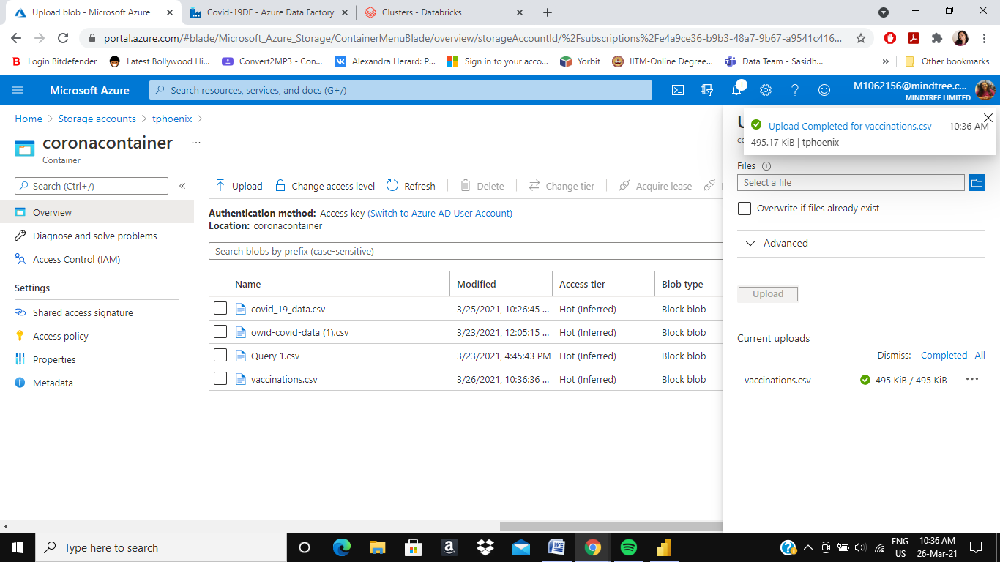 Upload blob - Microsoft Azure
Covid-19DF - Azure Data Factory
Clusters - Databricks
portal.azure.com/#blade/Microsoft_Azure_Storage/ContainerMenuBlade/overview/storageAccountId/%2Fsubscriptions%2Fe4a9ce36-b9b3-48a7-9b67-a9541c416...
Login Bitdefender
Latest Bollywood Hi...
Convert2MP3 - Con...
Alexandra Herard: P...
Sign in to your acco...
Yorbit
IITM-Online Degree...
Data Team - Sasidh...
»
Other bookmarks
Microsoft Azure
Search resources, services, and docs (G+/)
1
M1062156@mindtree.c...
MINDTREE LIMITED
Home > Storage accounts > tphoenix >
coronacontainer ...
Container
Search (Ctrl+/)
«
Overview
Diagnose and solve problems
Access Control (IAM)
Settings
Shared access signature
Access policy
Properties
Metadata
Upload
Change access level
Refresh
Delete
Change tier
Acquire lease
Authentication method: Access key (Switch to Azure AD User Account)
Location: coronacontainer
Search blobs by prefix (case-sensitive)
Name Modified Access tier Blob type
covid_19_data.csv 3/25/2021, 10:26:45 ... Hot (Inferred) Block blob
owid-covid-data (1).csv 3/23/2021, 12:05:15 ... Hot (Inferred) Block blob
Query 1.csv 3/23/2021, 4:45:43 PM Hot (Inferred) Block blob
vaccinations.csv 3/26/2021, 10:36:36 ... Hot (Inferred) Block blob
Upload Completed for vaccinations.csv 10:36 AM
495.17 KiB | tphoenix
Files
Select a file
Overwrite if files already exist
Advanced
Upload
Current uploads
Dismiss: Completed All
vaccinations.csv 495 KiB / 495 KiB ...
Type here to search
ENG
US
10:36 AM
26-Mar-21